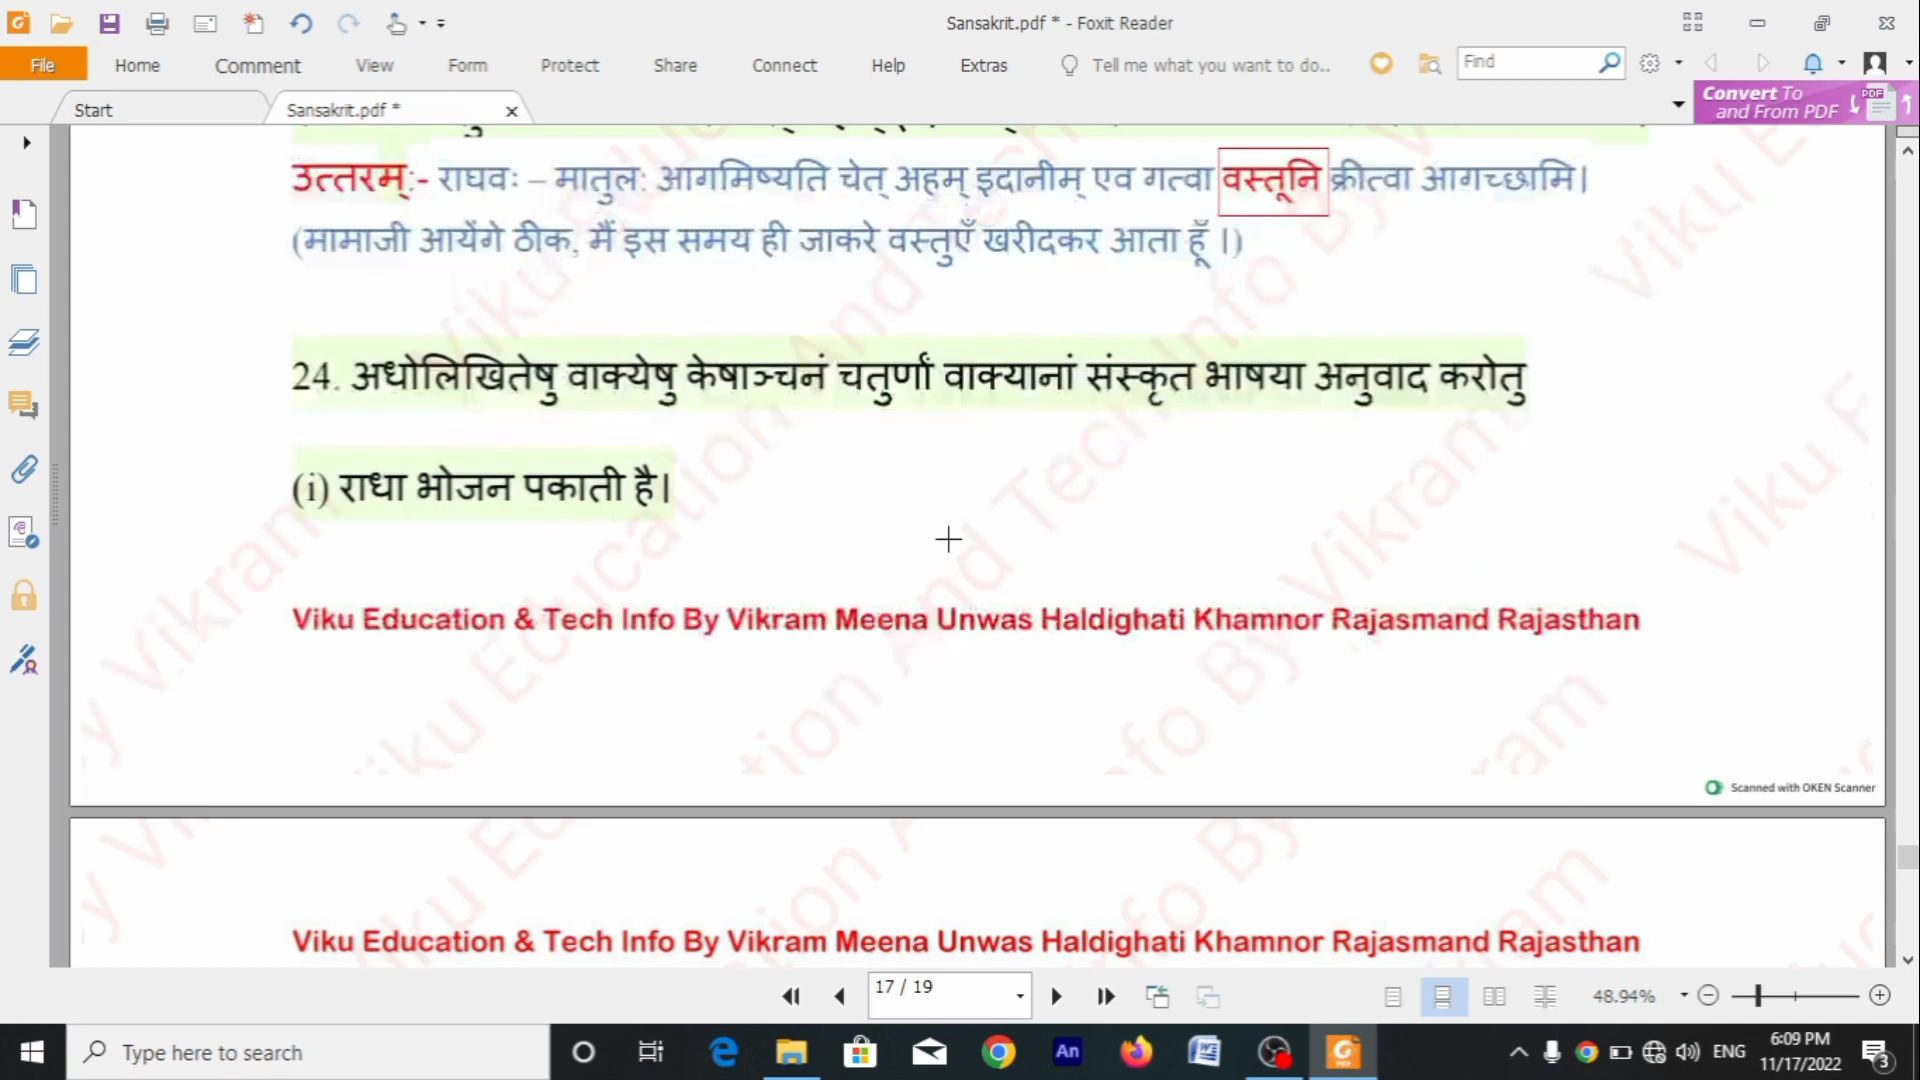 Sansakrit.pdf * - Foxit Reader
File Home Comment View Form Protect Share Connect Help Extras Tell me what you want to do.. Find
Start Sansakrit.pdf * Convert To
and From PDF PDF
उत्तरम्:- राघवः – मातुल: आगमिष्यति चेत् अहम् इदानीम् एव गत्वा वस्तूनि क्रीत्वा आगच्छामि।
(मामाजी आयेंगे ठीक, मैं इस समय ही जाकरे वस्तुएँ खरीदकर आता हूँ ।)
24. अधोलिखितेषु वाक्येषु केषाञ्चनं चतुर्णां वाक्यानां संस्कृत भाषया अनुवाद करोतु
(i) राधा भोजन पकाती है।
Viku Education & Tech Info By Vikram Meena Unwas Haldighati Khamnor Rajasmand Rajasthan
Scanned with OKEN Scanner
Viku Education & Tech Info By Vikram Meena Unwas Haldighati Khamnor Rajasmand Rajasthan
17 / 19 48.94%
Type here to search An ENG 6:09 PM
11/17/2022 3